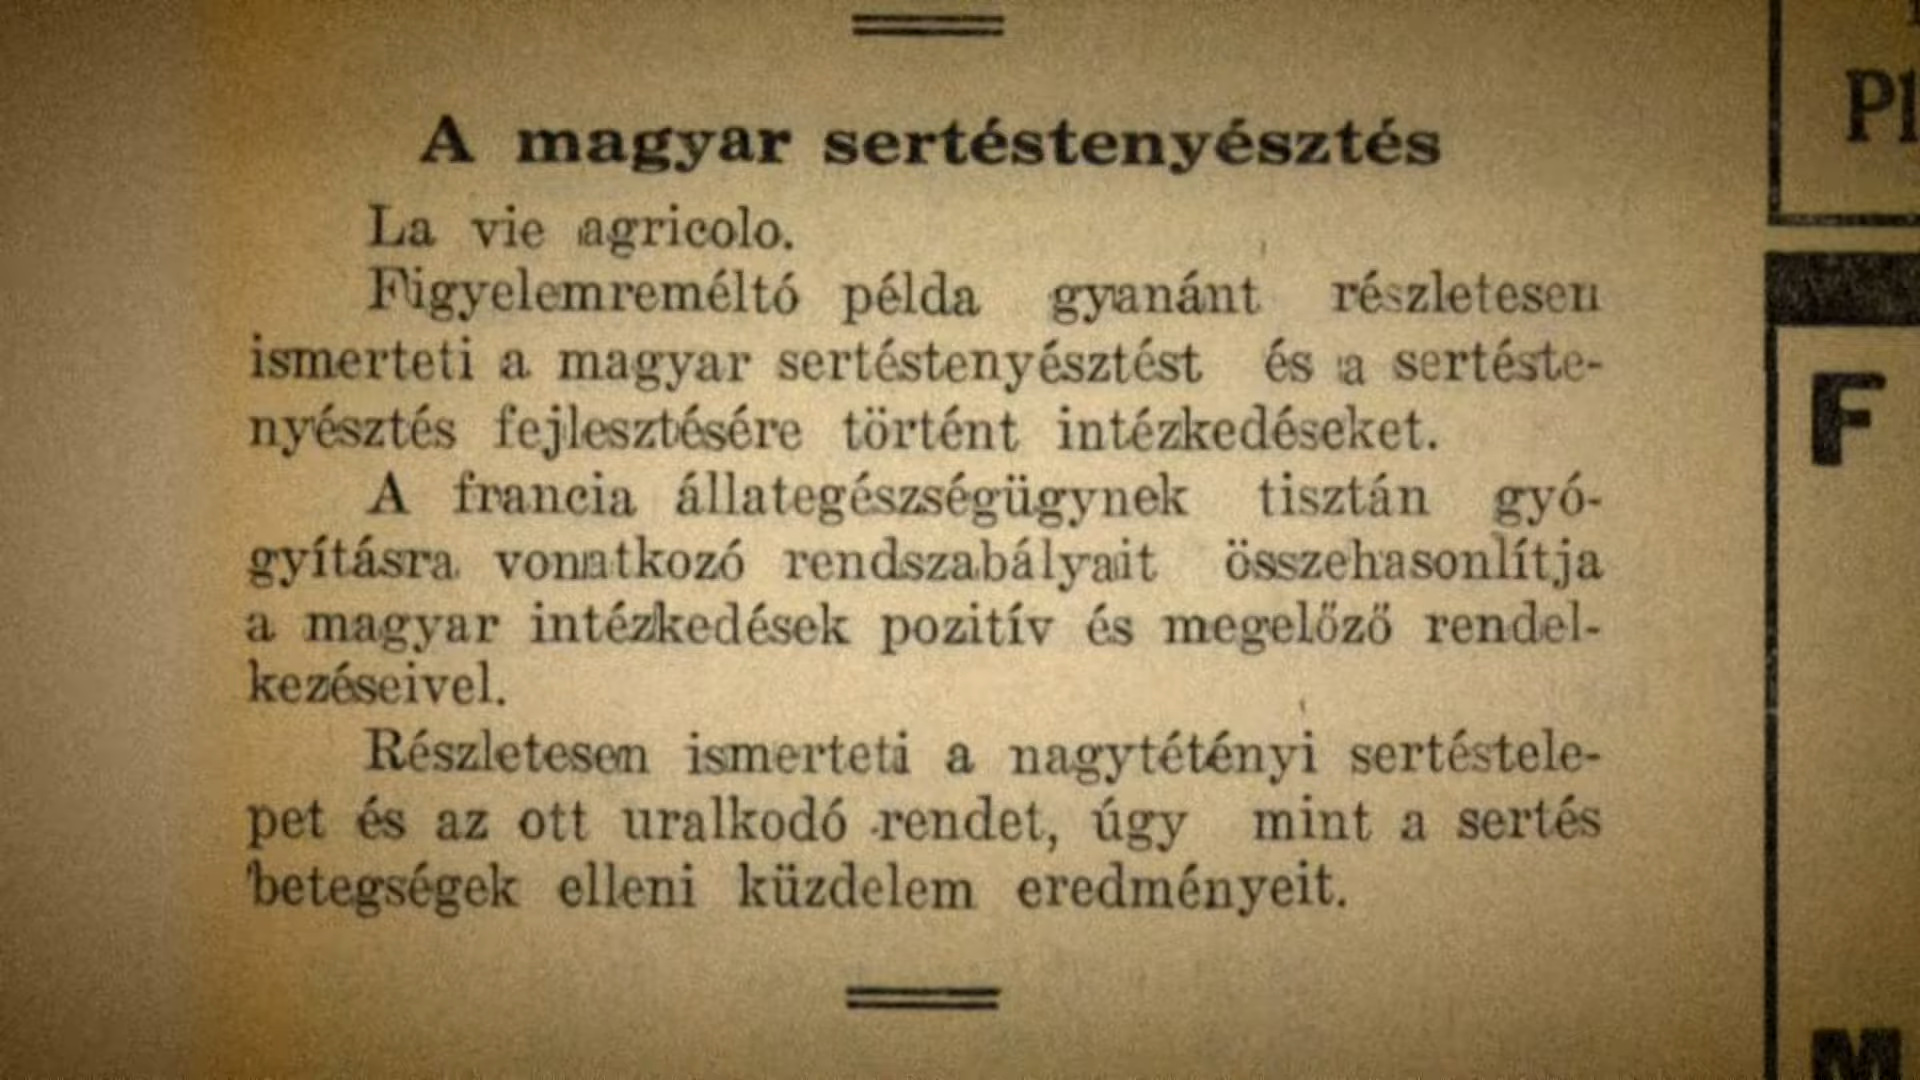 A magyar sertéstenyésztés
La vie agricolo.
Figyelemreméltó példa gyanánt részletesen
ismerteti a magyar sertéstenyésztést és a sertéste-
nyésztés fejlesztésére történt intézkedéseket.
A francia állategészségügynek tisztán gyó-
gyításra vonatkozó rendszabályait összehasonlítja
a magyar intézkedések pozitív és megelőző rendel-
kezéseivel.
Részletesen ismerteti a nagytétényi sertéstele-
pet és az ott uralkodó rendet, úgy mint a sertés
betegségek elleni küzdelem eredményeit.
Pl
F
M